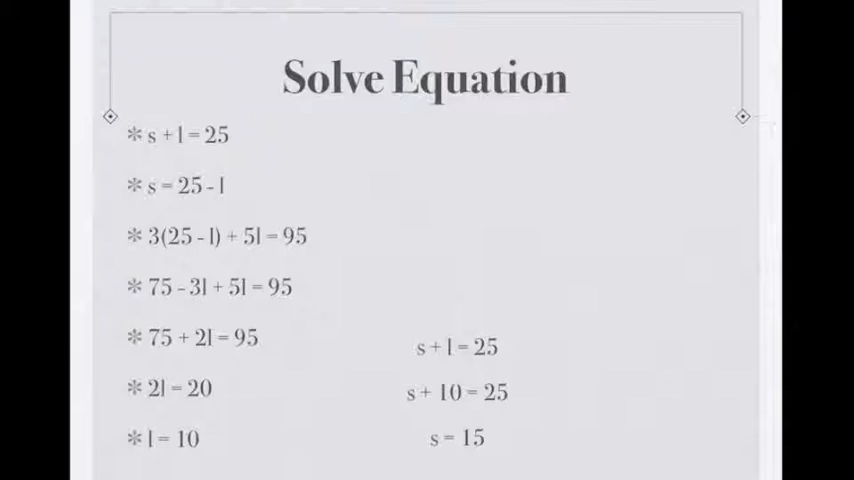 Solve Equation
* s + l = 25
* s = 25 - l
* 3(25 - l) + 5l = 95
* 75 - 3l + 5l = 95
* 75 + 2l = 95
* 2l = 20
* l = 10
s + l = 25
s + 10 = 25
s = 15